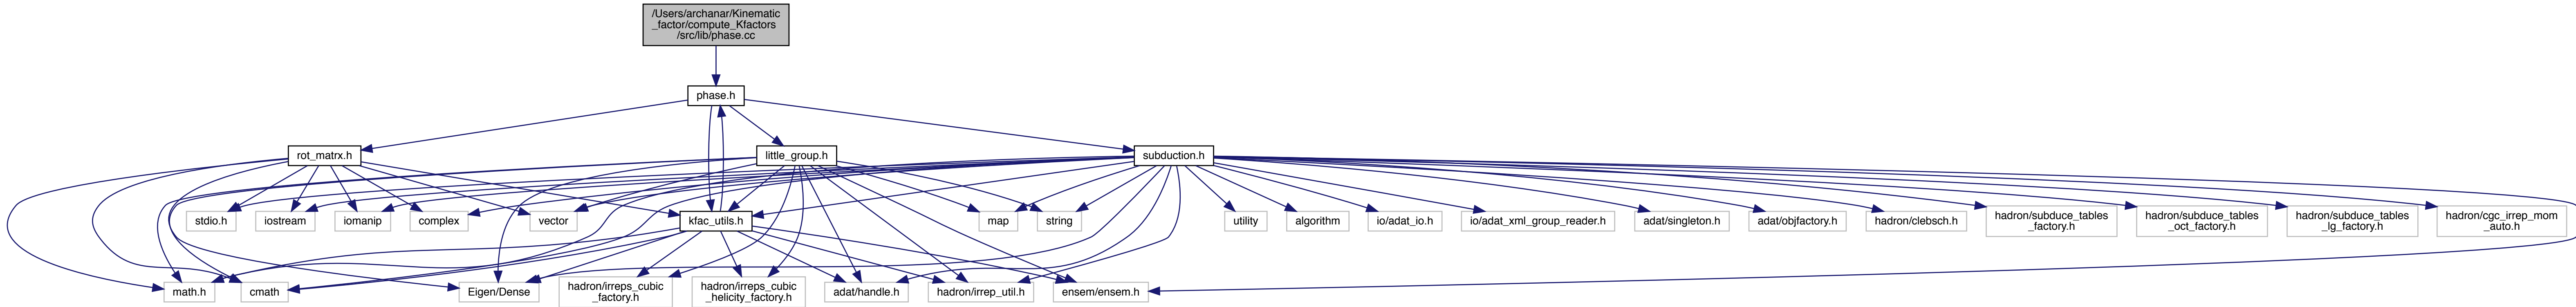 /Users/archanar/Kinematic
_factor/compute_Kfactors
/src/lib/phase.cc
phase.h
rot_matrx.h
little_group.h
subduction.h
stdio.h
iostream
iomanip
complex
vector
kfac_utils.h
map
string
utility
algorithm
io/adat_io.h
io/adat_xml_group_reader.h
adat/singleton.h
adat/objfactory.h
hadron/clebsch.h
hadron/subduce_tables
_factory.h
hadron/subduce_tables
_oct_factory.h
hadron/subduce_tables
_lg_factory.h
hadron/cgc_irrep_mom
_auto.h
math.h
cmath
Eigen/Dense
hadron/irreps_cubic
_factory.h
hadron/irreps_cubic
_helicity_factory.h
adat/handle.h
hadron/irrep_util.h
ensem/ensem.h